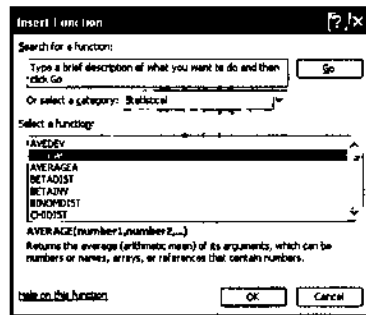 Insert Function
Search for a function:
Type a brief description of what you want to do and then
click Go
Go
Or select a category: Statistical
Select a function:
AVEDEV
AVERAGEA
BETADIST
BETAINV
BINOMDIST
CHIDIST
AVERAGE(number1,number2,...)
Returns the average (arithmetic mean) of its arguments, which can be
numbers or names, arrays, or references that contain numbers.
Help on this function
OK
Cancel